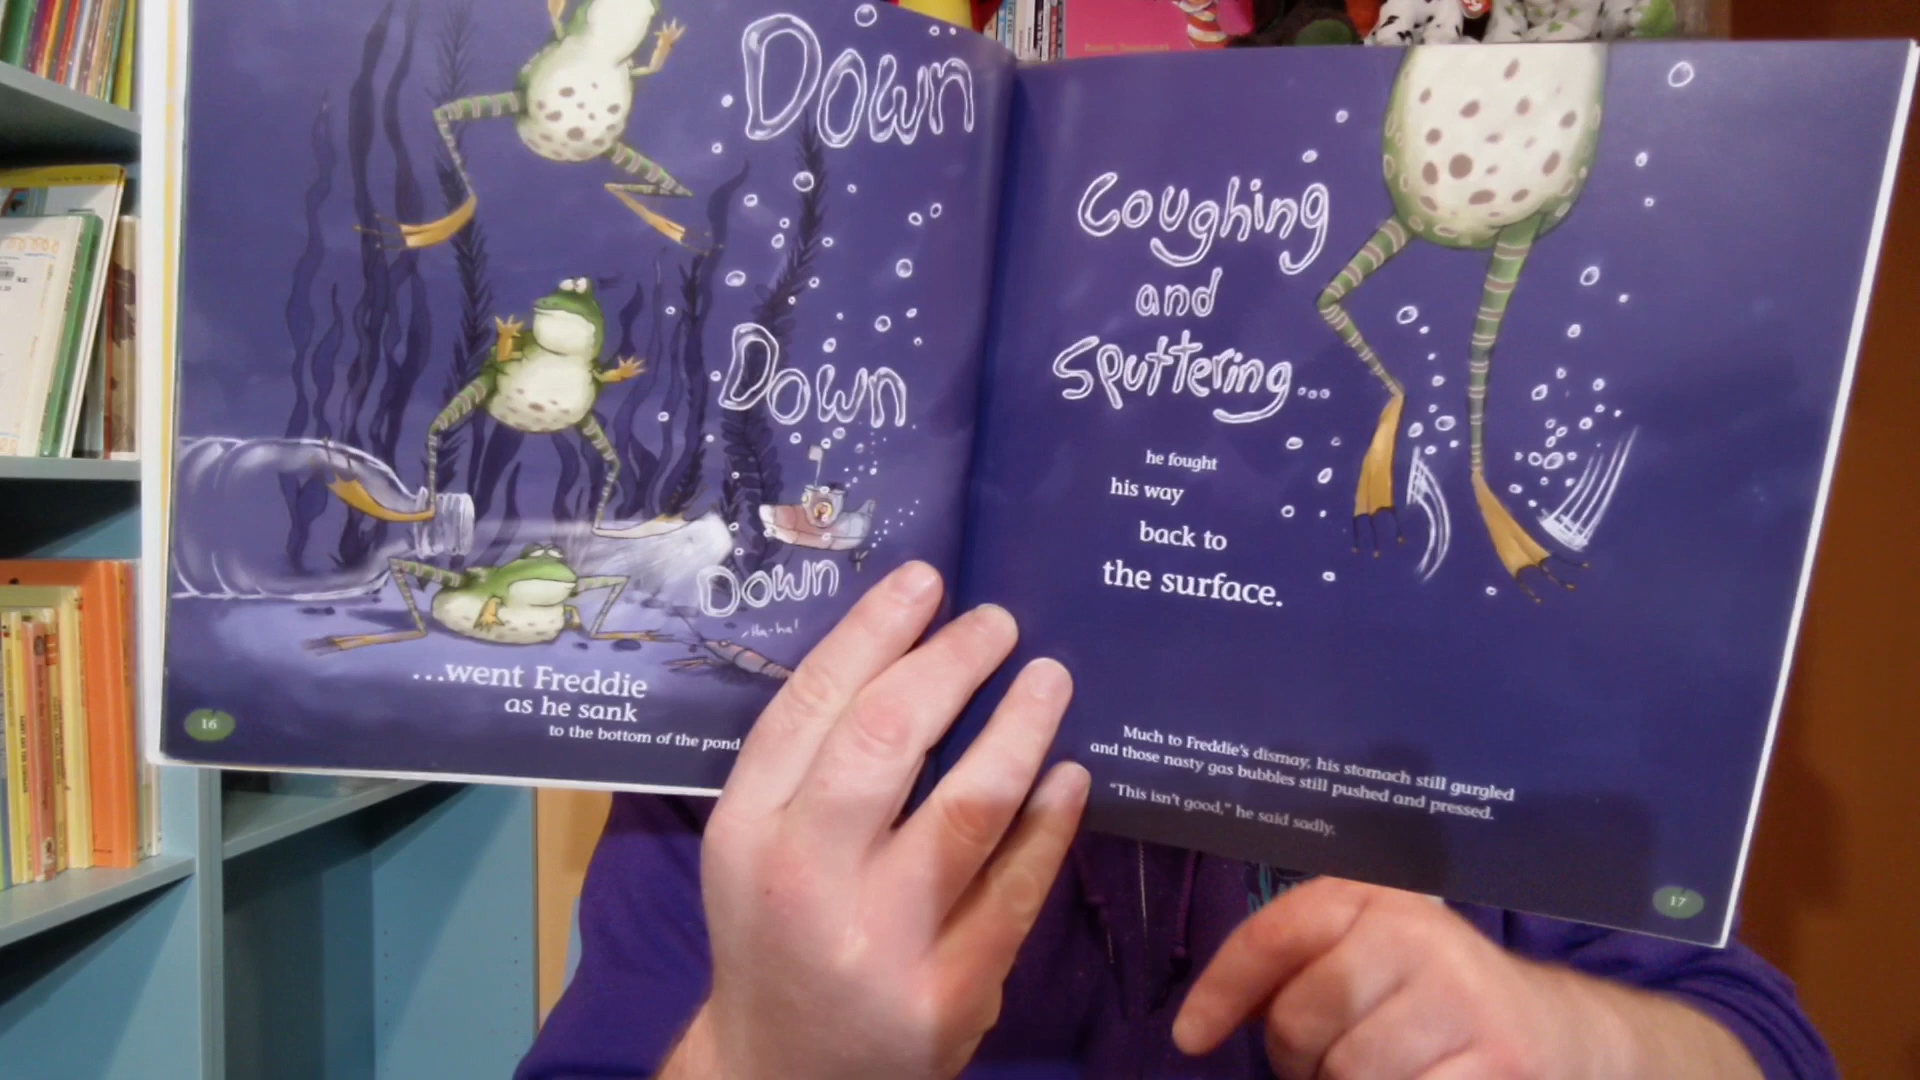 Down
Down
Down
-Ha-ha!
...went Freddie
as he sank
to the bottom of the pond
16
Coughing
and
Sputtering...
he fought
his way
back to
the surface.
Much to Freddie's dismay, his stomach still gurgled
and those nasty gas bubbles still pushed and pressed.
"This isn't good," he said sadly.
17